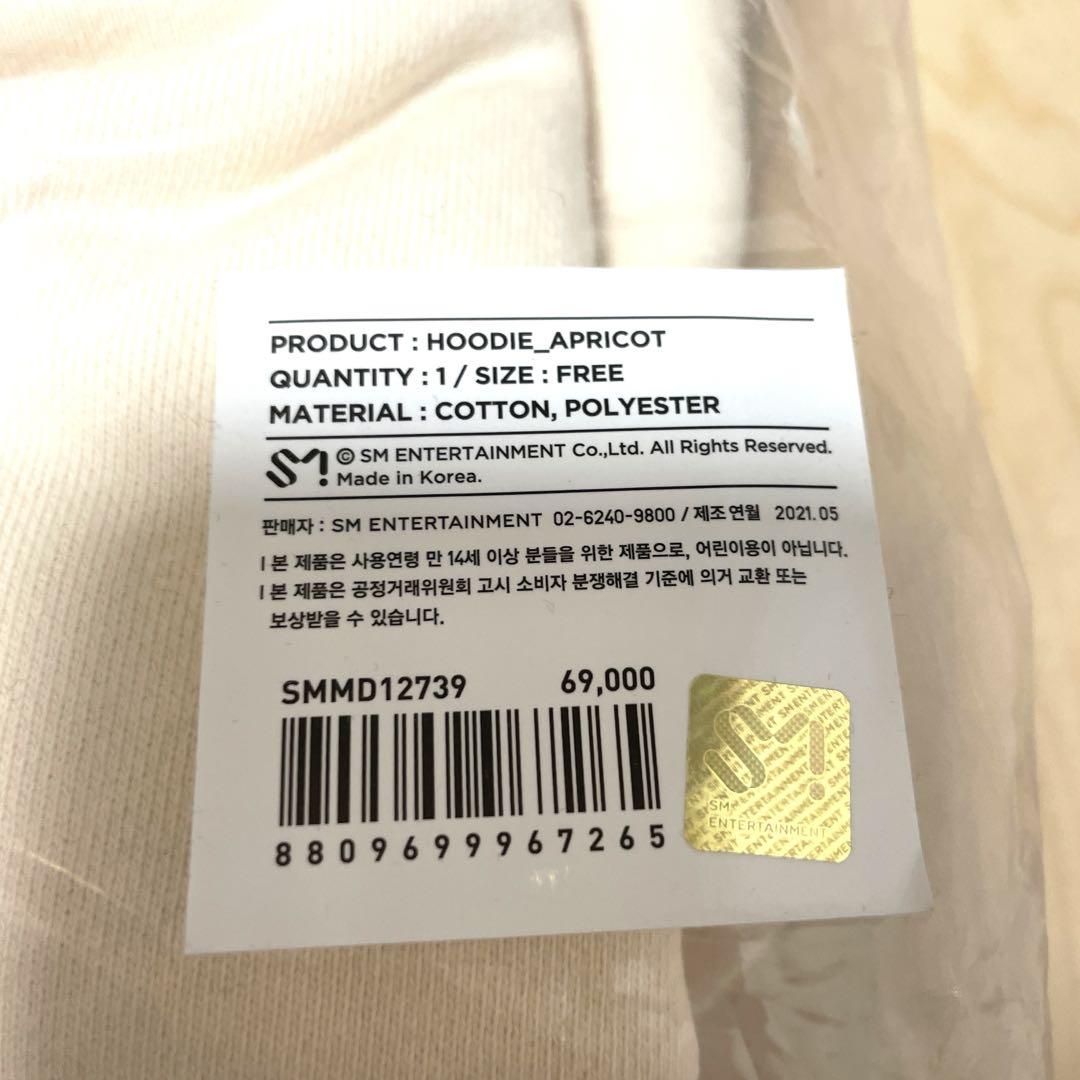 PRODUCT : HOODIE_APRICOT
QUANTITY : 1 / SIZE : FREE
MATERIAL : COTTON, POLYESTER
SM! © SM ENTERTAINMENT Co.,Ltd. All Rights Reserved.
Made in Korea.
판매자 : SM ENTERTAINMENT 02-6240-9800 / 제조연월 2021.05
l 본 제품은 사용연령 만 14세 이상 분들을 위한 제품으로, 어린이용이 아닙니다.
l 본 제품은 공정거래위원회 고시 소비자 분쟁해결 기준에 의거 교환 또는
보상받을 수 있습니다.
SMMD12739 69,000
8809699967265
SM!
SM
ENTERTAINMENT